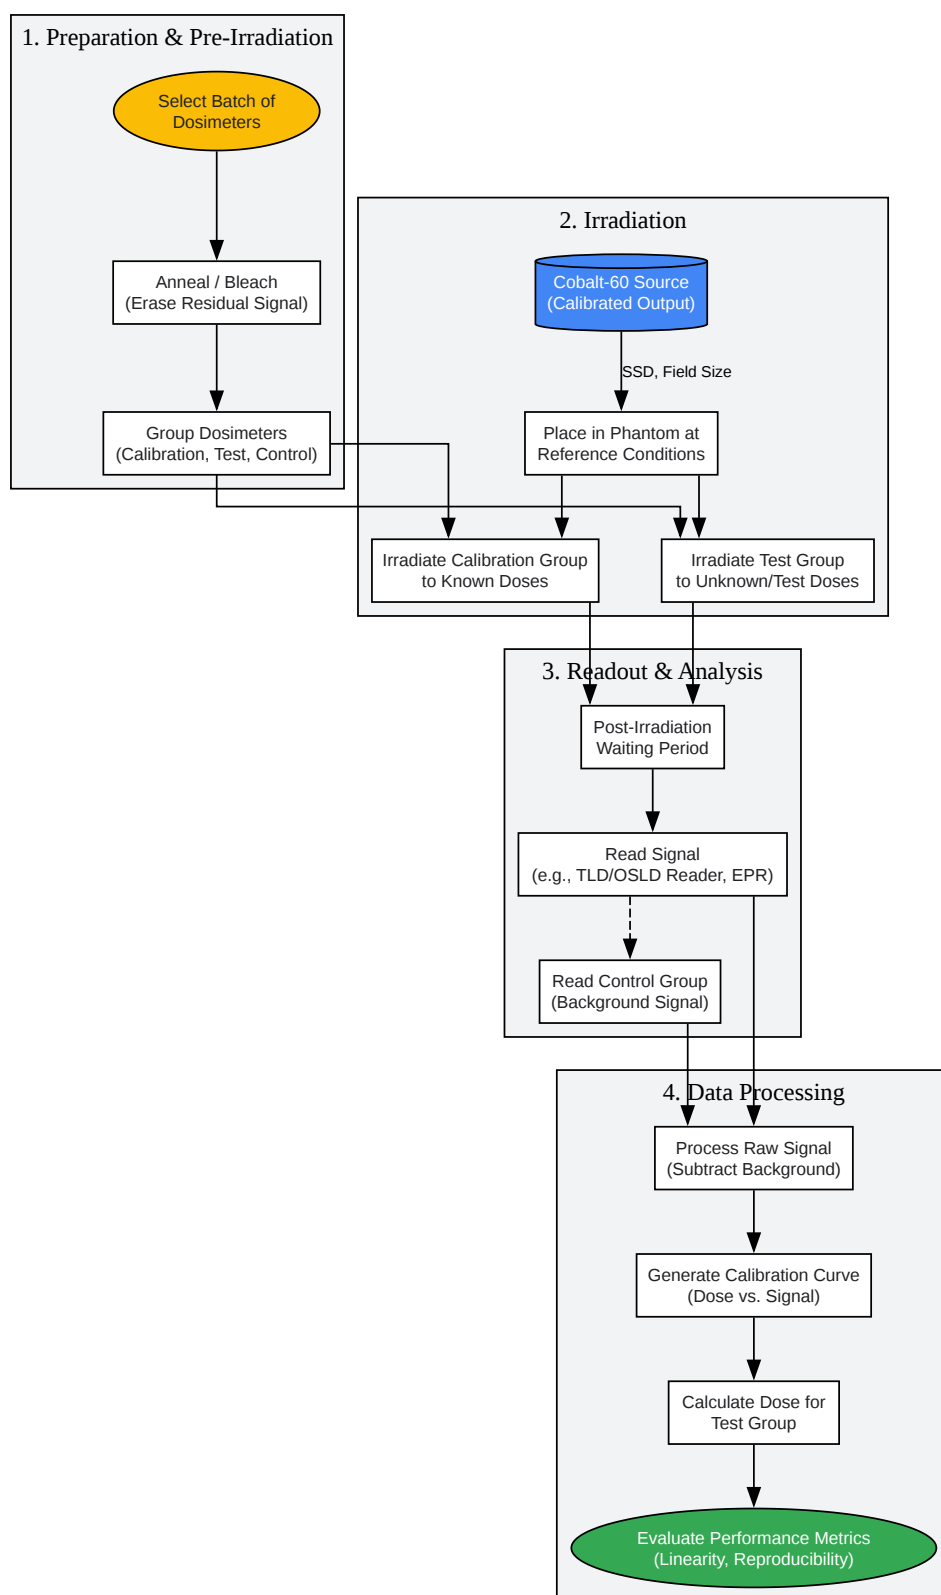 1. Preparation & Pre-Irradiation
Select Batch of
Dosimeters
Anneal / Bleach
(Erase Residual Signal)
Group Dosimeters
(Calibration, Test, Control)
2. Irradiation
Cobalt-60 Source
(Calibrated Output)
SSD, Field Size
Place in Phantom at
Reference Conditions
Irradiate Calibration Group
to Known Doses
Irradiate Test Group
to Unknown/Test Doses
3. Readout & Analysis
Post-Irradiation
Waiting Period
Read Signal
(e.g., TLD/OSLD Reader, EPR)
Read Control Group
(Background Signal)
4. Data Processing
Process Raw Signal
(Subtract Background)
Generate Calibration Curve
(Dose vs. Signal)
Calculate Dose for
Test Group
Evaluate Performance Metrics
(Linearity, Reproducibility)